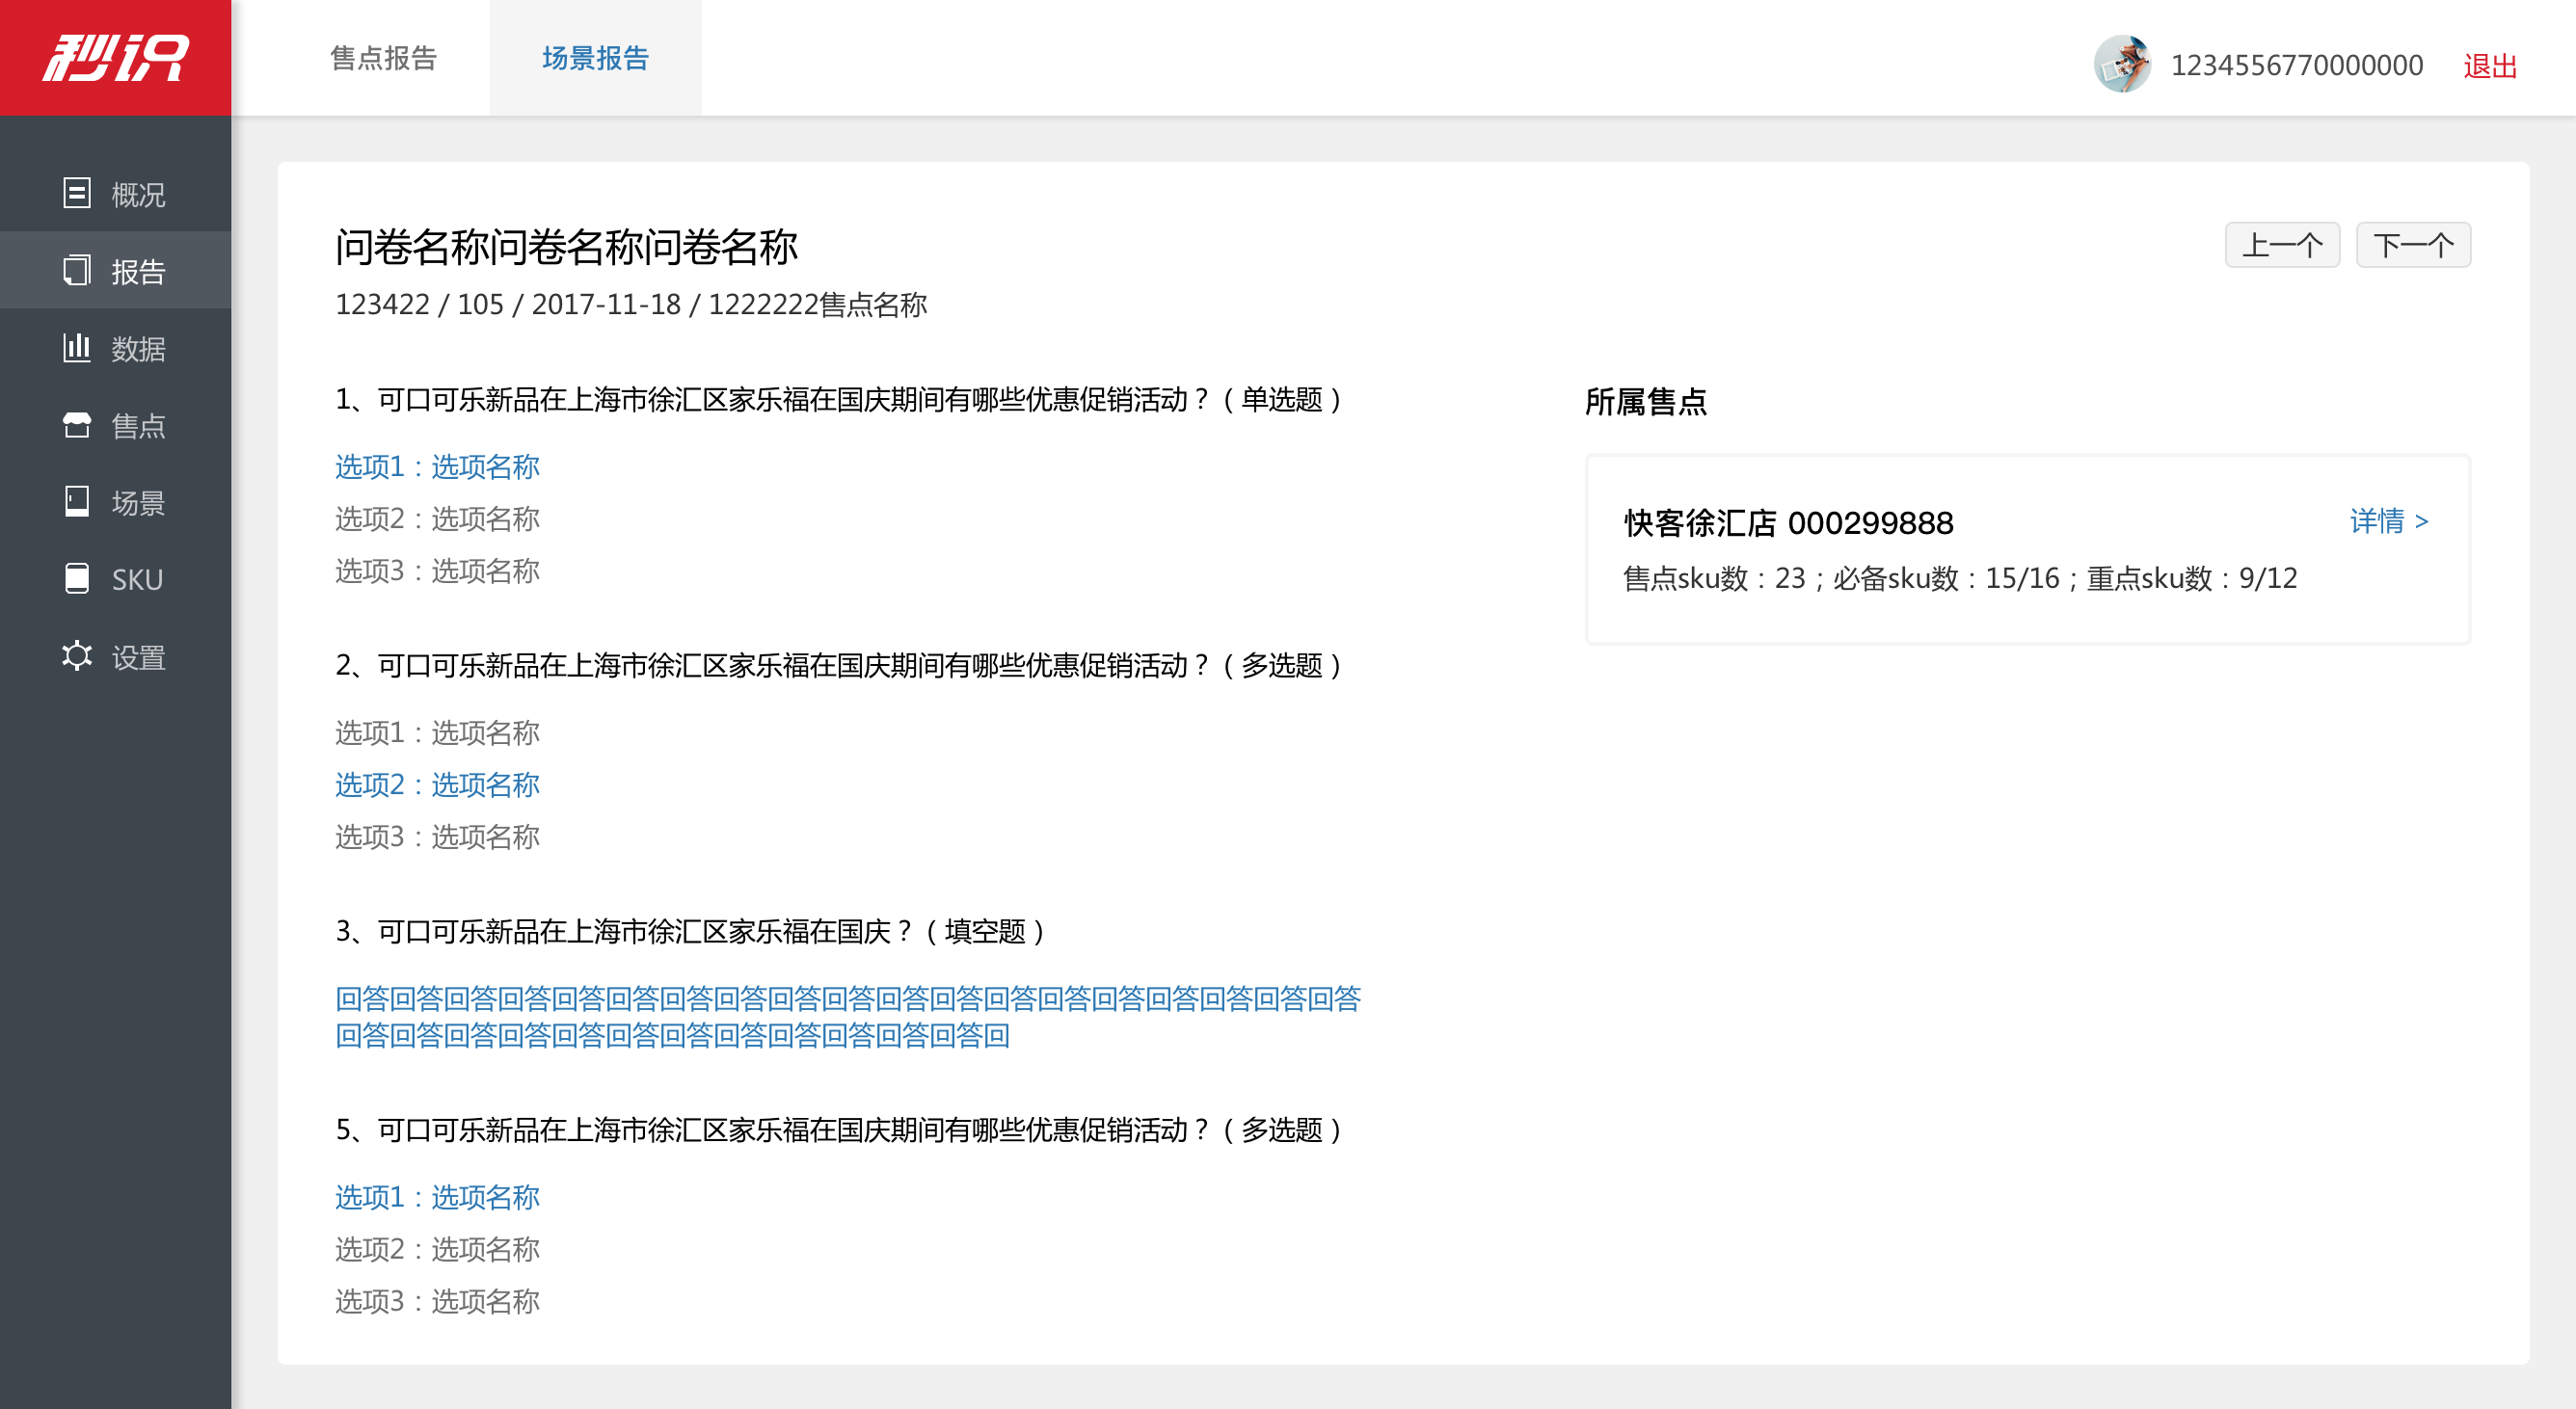 秒识
售点报告
场景报告
1234556770000000
退出
概况
报告
数据
售点
场景
SKU
设置
问卷名称问卷名称问卷名称
上一个
下一个
123422 / 105 / 2017-11-18 / 1222222售点名称
1、可口可乐新品在上海市徐汇区家乐福在国庆期间有哪些优惠促销活动？（单选题）
选项1：选项名称
选项2：选项名称
选项3：选项名称
2、可口可乐新品在上海市徐汇区家乐福在国庆期间有哪些优惠促销活动？（多选题）
选项1：选项名称
选项2：选项名称
选项3：选项名称
3、可口可乐新品在上海市徐汇区家乐福在国庆？（填空题）
回答回答回答回答回答回答回答回答回答回答回答回答回答回答回答回答回答回答回答
回答回答回答回答回答回答回答回答回答回答回答回答回
5、可口可乐新品在上海市徐汇区家乐福在国庆期间有哪些优惠促销活动？（多选题）
选项1：选项名称
选项2：选项名称
选项3：选项名称
所属售点
快客徐汇店 000299888
详情 >
售点sku数：23；必备sku数：15/16；重点sku数：9/12